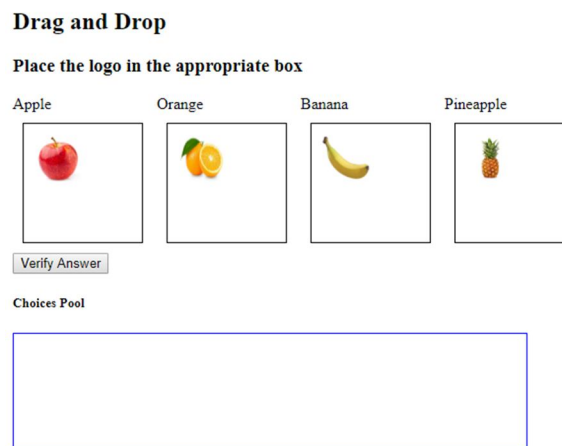 Drag and Drop
Place the logo in the appropriate box
Apple Orange Banana Pineapple
Verify Answer
Choices Pool